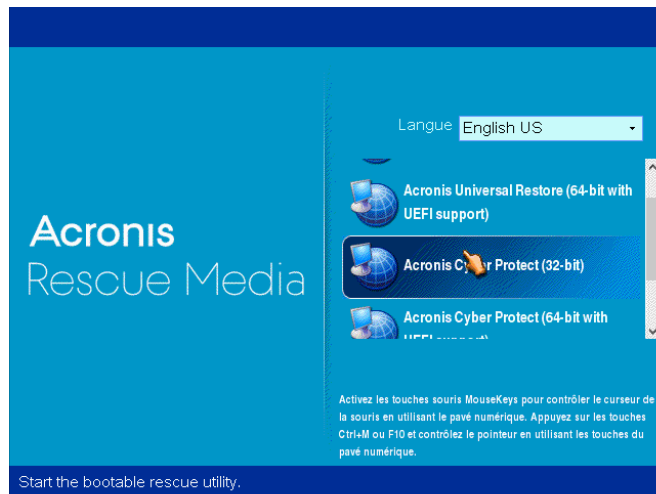 Langue English US
Acronis Universal Restore (64-bit with
UEFI support)
Acronis
Rescue Media
Acronis Cyber Protect (32-bit)
Acronis Cyber Protect (64-bit with
UEFI support)
Activez les touches souris MouseKeys pour contrôler le curseur de
la souris en utilisant le pavé numérique. Appuyez sur les touches
Ctrl+M ou F10 et contrôlez le pointeur en utilisant les touches du
pavé numérique.
Start the bootable rescue utility.